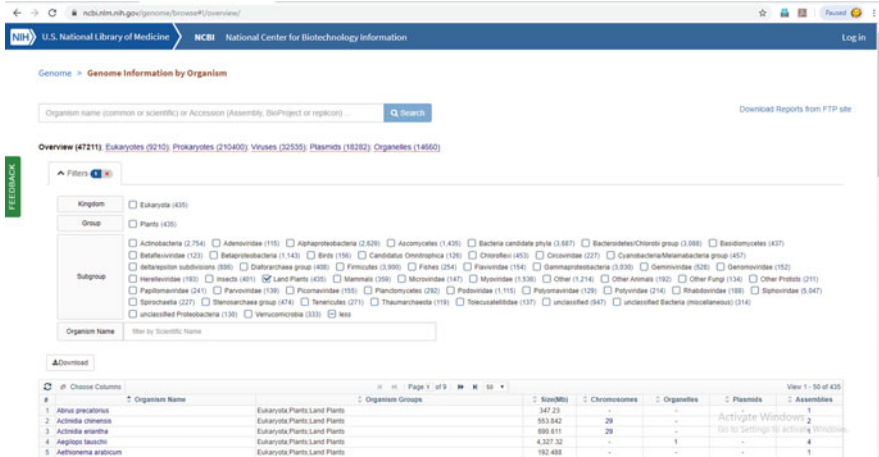 ncbi.nlm.nih.gov/genome/browse#!/overview/
Paused
NIH U.S. National Library of Medicine NCBI National Center for Biotechnology Information Log in
Genome > Genome Information by Organism
Organism name (common or scientific) or Accession (Assembly, BioProject or replicon) ... Search Download Reports from FTP site
Overview (47211); Eukaryotes (9210); Prokaryotes (210400); Viruses (32535); Plasmids (18282); Organelles (14660)
FEEDBACK
Filters
Kingdom Eukaryota (435)
Group Plants (435)
Subgroup
Actinobacteria (2,754) Adenoviridae (115) Alphaproteobacteria (2,629) Ascomycetes (1,435) Bacteria candidate phyla (3,687) Bacteroidetes/Chlorobi group (3,088) Basidiomycetes (437)
Betaflexiviridae (123) Betaproteobacteria (1,143) Birds (156) Candidatus Omnitrophica (126) Chloroflexi (453) Circoviridae (227) Cyanobacteria/Melainabacteria group (457)
delta/epsilon subdivisions (886) Diaforarchaea group (408) Firmicutes (3,900) Fishes (254) Flaviviridae (154) Gammaproteobacteria (3,030) Geminiviridae (526) Genomoviridae (152)
Herelleviridae (193) Insects (401) Land Plants (435) Mammals (359) Microviridae (147) Myoviridae (1,538) Other (1,214) Other Animals (192) Other Fungi (134) Other Protists (211)
Papillomaviridae (241) Parvoviridae (139) Picornaviridae (155) Planctomycetes (292) Podoviridae (1,115) Polyomaviridae (129) Potyviridae (214) Rhabdoviridae (189) Siphoviridae (5,047)
Spirochaetia (227) Stenosarchaea group (474) Tenericutes (271) Thaumarchaeota (119) Tolecusatellitidae (137) unclassified (947) unclassified Bacteria (miscellaneous) (314)
unclassified Proteobacteria (130) Verrucomicrobia (333) less
Organism Name filter by Scientific Name
Download
Choose Columns Page 1 of 9 50 View 1 - 50 of 435
# Organism Name Organism Groups Size(Mb) Chromosomes Organelles Plasmids Assemblies
1 Abrus precatorius Eukaryota;Plants;Land Plants 347.23 - - - 1
2 Actinidia chinensis Eukaryota;Plants;Land Plants 553.842 29 - - 2
3 Actinidia eriantha Eukaryota;Plants;Land Plants 690.611 29 - - 1
4 Aegilops tauschii Eukaryota;Plants;Land Plants 4,327.32 - 1 - 4
5 Aethionema arabicum Eukaryota;Plants;Land Plants 192.488 - - - 1
Activate Windows
Go to Settings to activate Windows.